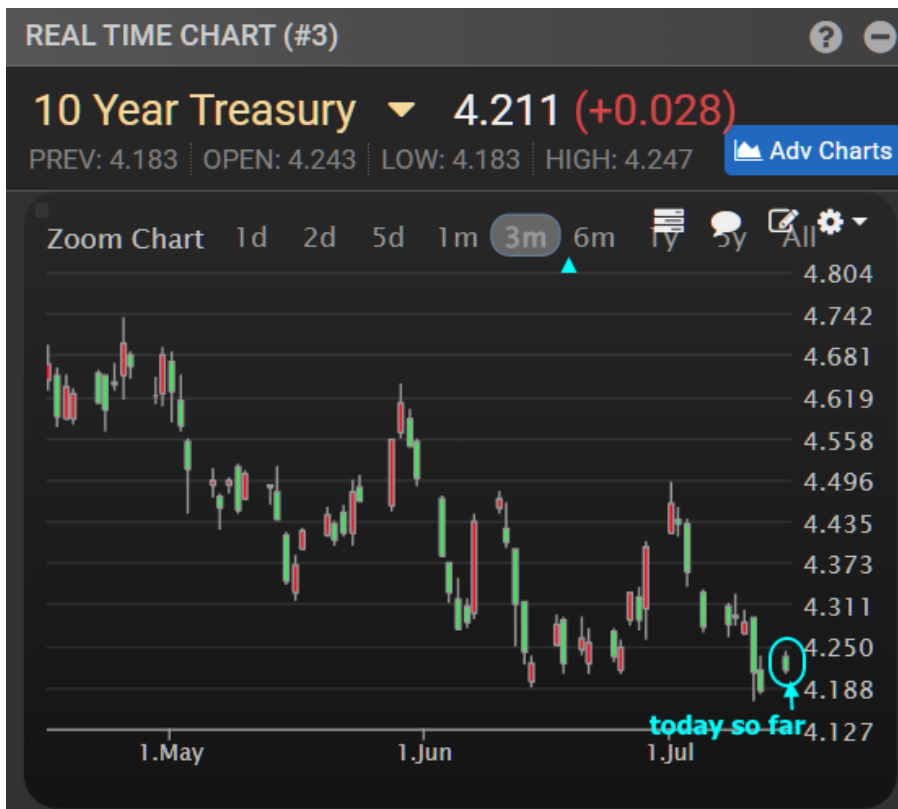 REAL TIME CHART (#3)
10 Year Treasury 4.211 (+0.028)
PREV: 4.183 OPEN: 4.243 LOW: 4.183 HIGH: 4.247
Adv Charts
Zoom Chart 1d 2d 5d 1m 3m 6m 1y 5y All
4.804
4.742
4.681
4.619
4.558
4.496
4.435
4.373
4.311
4.250
4.188
today so far
4.127
1.May 1.Jun 1.Jul